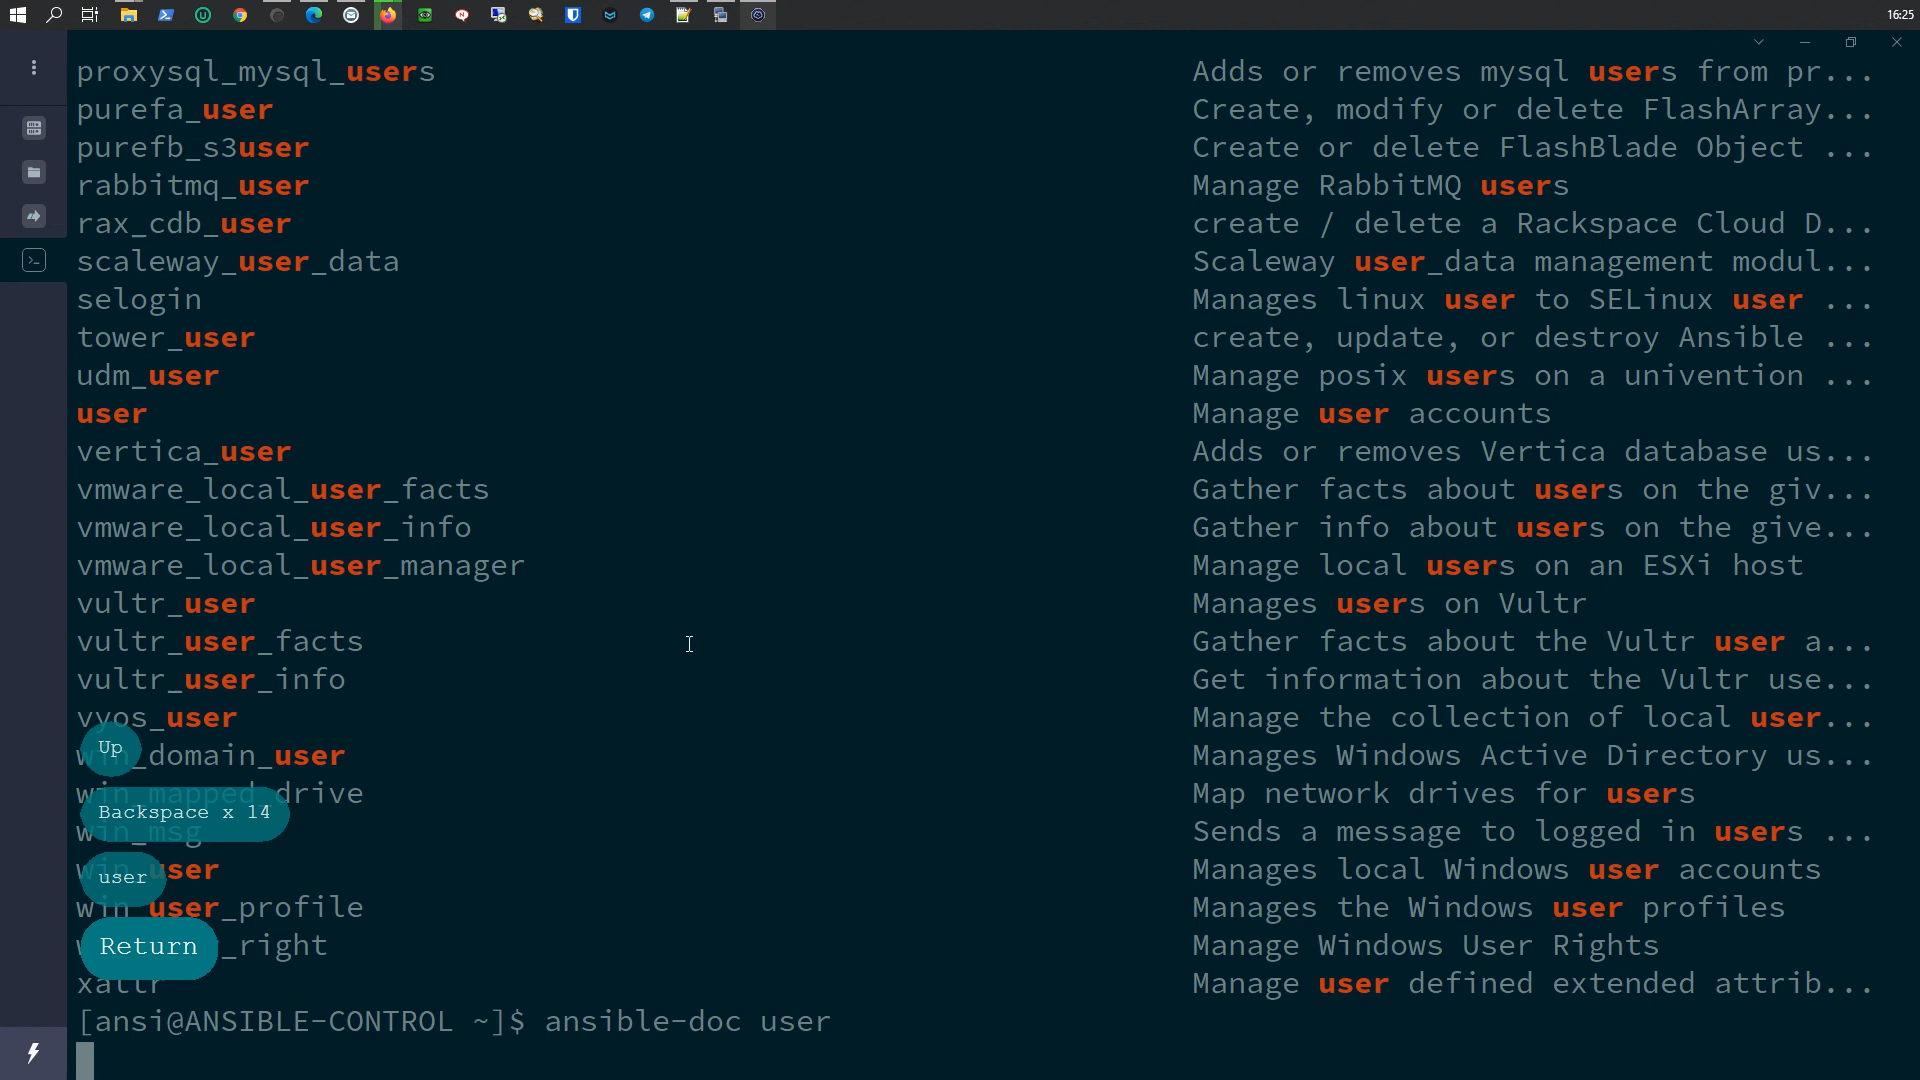 16:25
proxysql_mysql_users Adds or removes mysql users from pr...
purefa_user Create, modify or delete FlashArray...
purefb_s3user Create or delete FlashBlade Object ...
rabbitmq_user Manage RabbitMQ users
rax_cdb_user create / delete a Rackspace Cloud D...
scaleway_user_data Scaleway user_data management modul...
selogin Manages linux user to SELinux user ...
tower_user create, update, or destroy Ansible ...
udm_user Manage posix users on a univention ...
user Manage user accounts
vertica_user Adds or removes Vertica database us...
vmware_local_user_facts Gather facts about users on the giv...
vmware_local_user_info Gather info about users on the give...
vmware_local_user_manager Manage local users on an ESXi host
vultr_user Manages users on Vultr
vultr_user_facts Gather facts about the Vultr user a...
vultr_user_info Get information about the Vultr use...
vyos_user Manage the collection of local user...
Up
win_domain_user Manages Windows Active Directory us...
win_mapped_drive Map network drives for users
Backspace x 14
win_msg Sends a message to logged in users ...
win_user Manages local Windows user accounts
user
win_user_profile Manages the Windows user profiles
Return
_right Manage Windows User Rights
xattr Manage user defined extended attrib...
[ansi@ANSIBLE-CONTROL ~]$ ansible-doc user